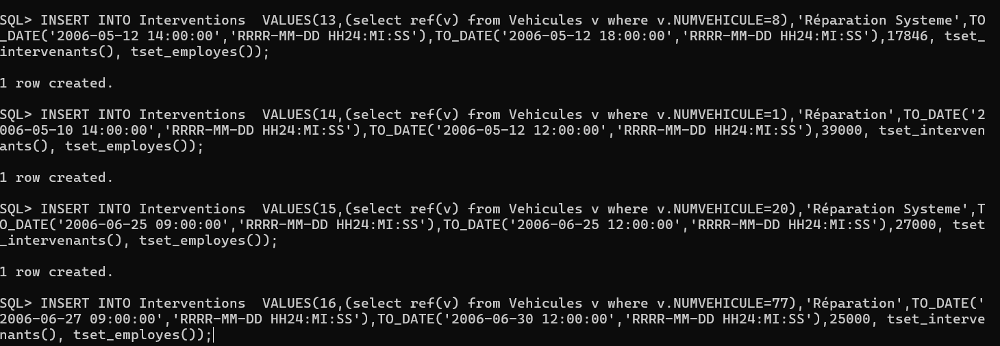 SQL> INSERT INTO Interventions  VALUES(13,(select ref(v) from Vehicules v where v.NUMVEHICULE=8),'Réparation Systeme',TO
_DATE('2006-05-12 14:00:00','RRRR-MM-DD HH24:MI:SS'),TO_DATE('2006-05-12 18:00:00','RRRR-MM-DD HH24:MI:SS'),17846, tset_
intervenants(), tset_employes());
1 row created.
SQL> INSERT INTO Interventions  VALUES(14,(select ref(v) from Vehicules v where v.NUMVEHICULE=1),'Réparation',TO_DATE('2
006-05-10 14:00:00','RRRR-MM-DD HH24:MI:SS'),TO_DATE('2006-05-12 12:00:00','RRRR-MM-DD HH24:MI:SS'),39000, tset_interven
ants(), tset_employes());
1 row created.
SQL> INSERT INTO Interventions  VALUES(15,(select ref(v) from Vehicules v where v.NUMVEHICULE=20),'Réparation Systeme',T
O_DATE('2006-06-25 09:00:00','RRRR-MM-DD HH24:MI:SS'),TO_DATE('2006-06-25 12:00:00','RRRR-MM-DD HH24:MI:SS'),27000, tset
_intervenants(), tset_employes());
1 row created.
SQL> INSERT INTO Interventions  VALUES(16,(select ref(v) from Vehicules v where v.NUMVEHICULE=77),'Réparation',TO_DATE('
2006-06-27 09:00:00','RRRR-MM-DD HH24:MI:SS'),TO_DATE('2006-06-30 12:00:00','RRRR-MM-DD HH24:MI:SS'),25000, tset_interve
nants(), tset_employes());